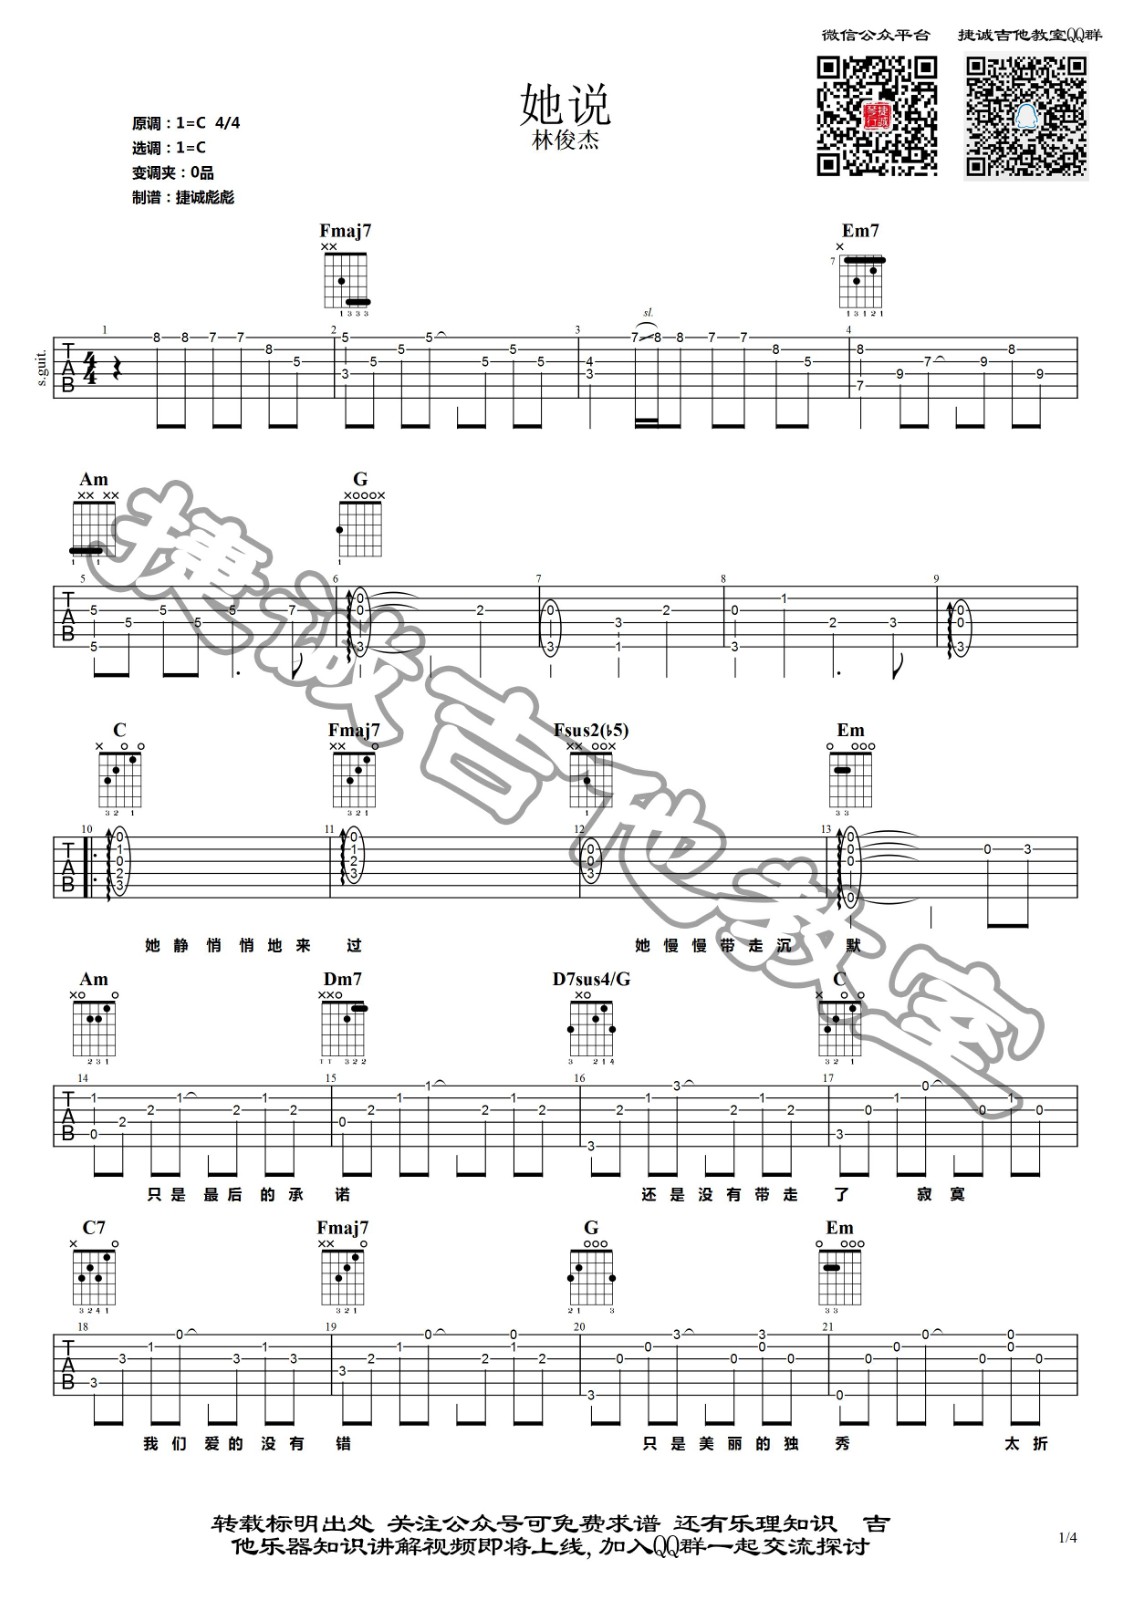 微信公众平台 捷诚吉他教室QQ群
她说
林俊杰
原调：1=C 4/4
选调：1=C
变调夹：0品
制谱：捷诚彪彪
Fmaj7 Em7
s.guit.
sl.
Am G
捷诚吉他教室
C Fmaj7 Fsus2(♭5) Em
她静悄悄地来过 她慢慢带走沉默
Am Dm7 D7sus4/G C
只是最后的承诺 还是没有带走了寂寞
C7 Fmaj7 G Em
我们爱的没有错 只是美丽的独秀 太折
转载标明出处 关注公众号可免费求谱 还有乐理知识 吉
他乐器知识讲解视频即将上线,加入QQ群一起交流探讨
1/4